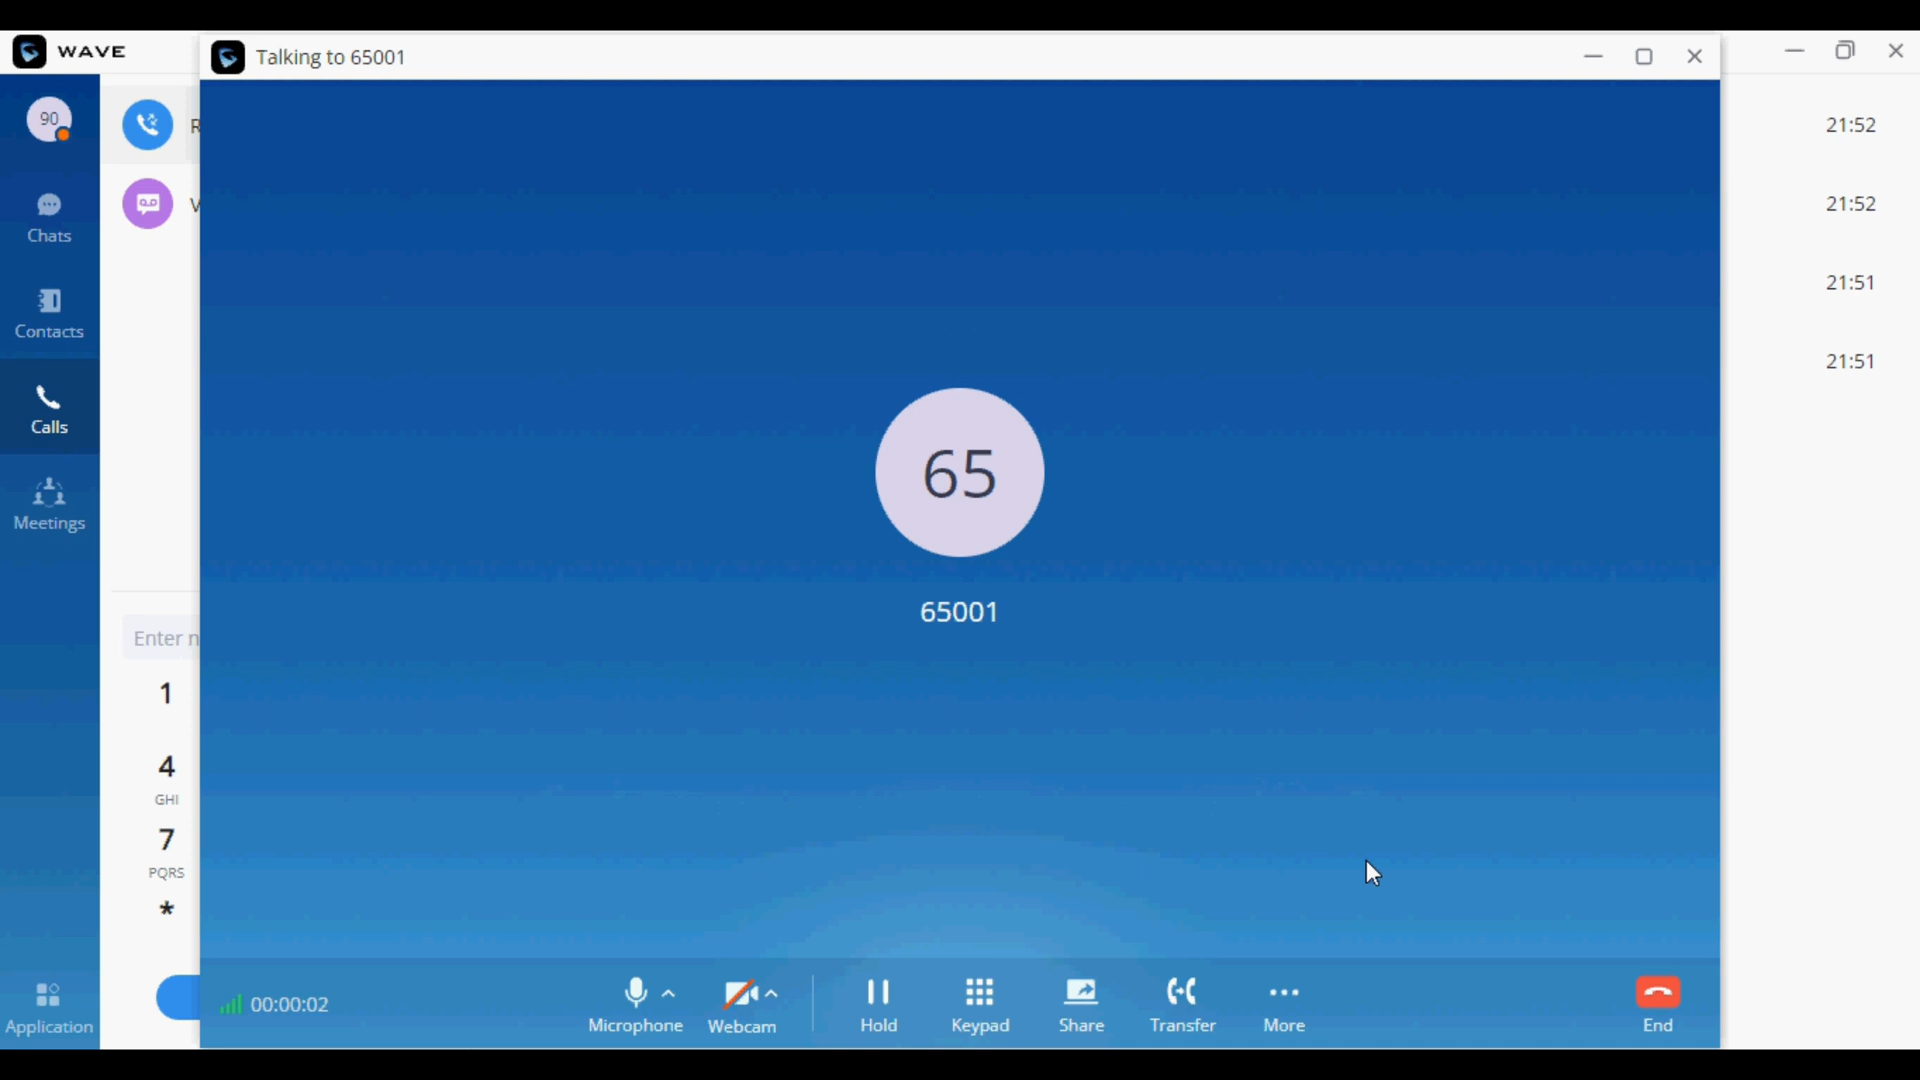 WAVE
Talking to 65001
90
Chats
Contacts
Calls
Meetings
Application
R
V
21:52
21:52
21:51
21:51
65
65001
Enter n
1
4
GHI
7
PQRS
*
00:00:02
Microphone
Webcam
Hold
Keypad
Share
Transfer
More
End